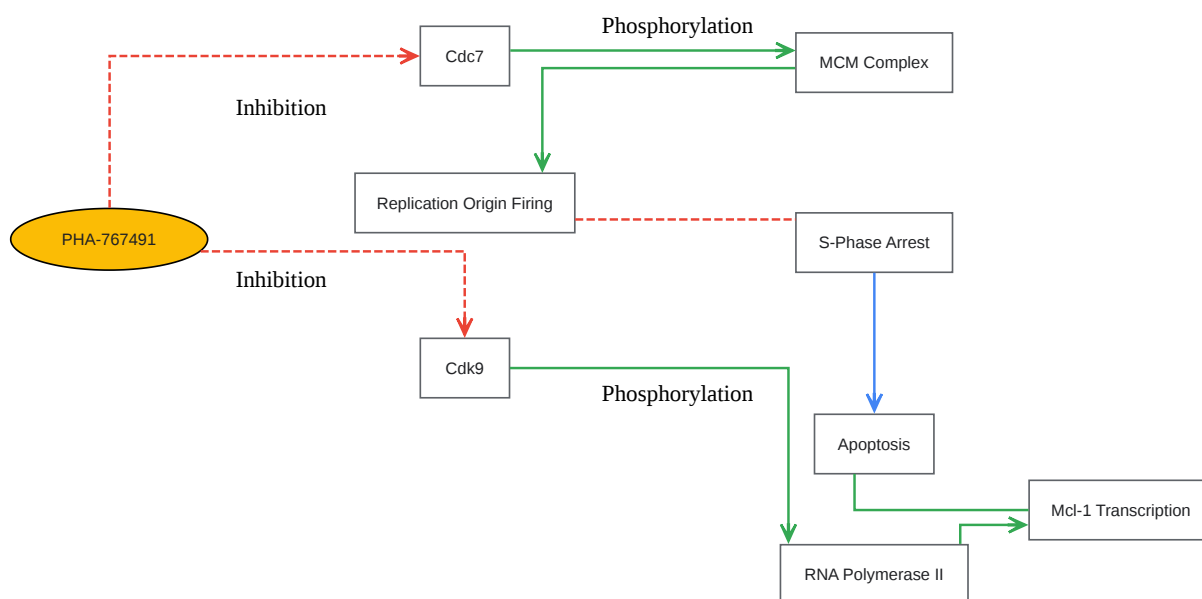 Phosphorylation
Cdc7
MCM Complex
Inhibition
Replication Origin Firing
PHA-767491
S-Phase Arrest
Inhibition
Cdk9
Phosphorylation
Apoptosis
Mcl-1 Transcription
RNA Polymerase II